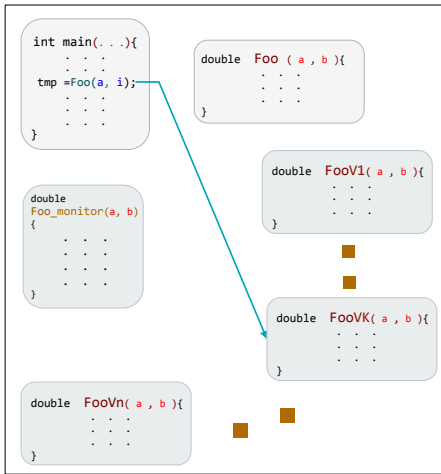 int main(. . .){
. . .
. . .
tmp =Foo(a, i);
. . .
. . .
. . .
}
double Foo ( a , b ){
. . .
. . .
. . .
}
double FooV1( a , b ){
. . .
. . .
. . .
}
double
Foo_monitor(a, b)
{
. . . .
. . . .
. . . .
. . . .
}
double FooVK( a , b ){
. . .
. . .
. . .
}
double FooVn( a , b ){
. . .
. . .
. . .
}